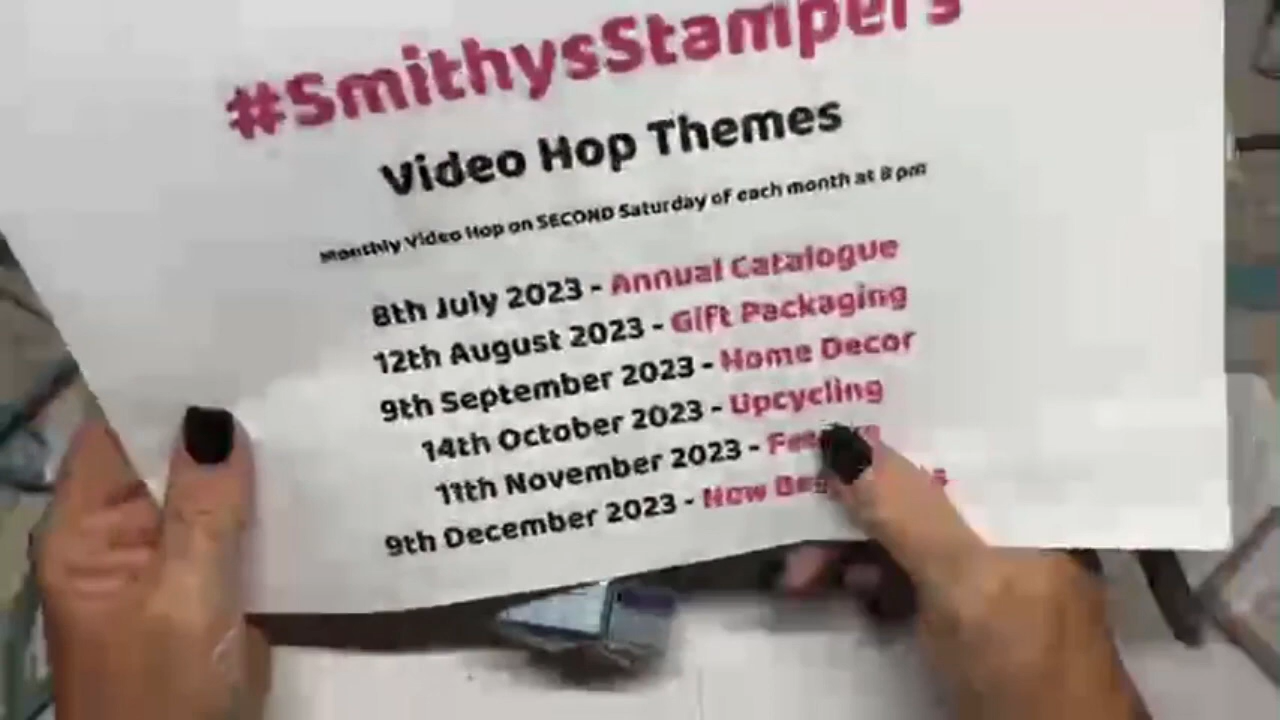 #SmithysStampers
Video Hop Themes
Monthly Video Hop on SECOND Saturday of each month at 8 pm
8th July 2023 - Annual Catalogue
12th August 2023 - Gift Packaging
9th September 2023 - Home Decor
14th October 2023 - Upcycling
11th November 2023 -
9th December 2023 - New